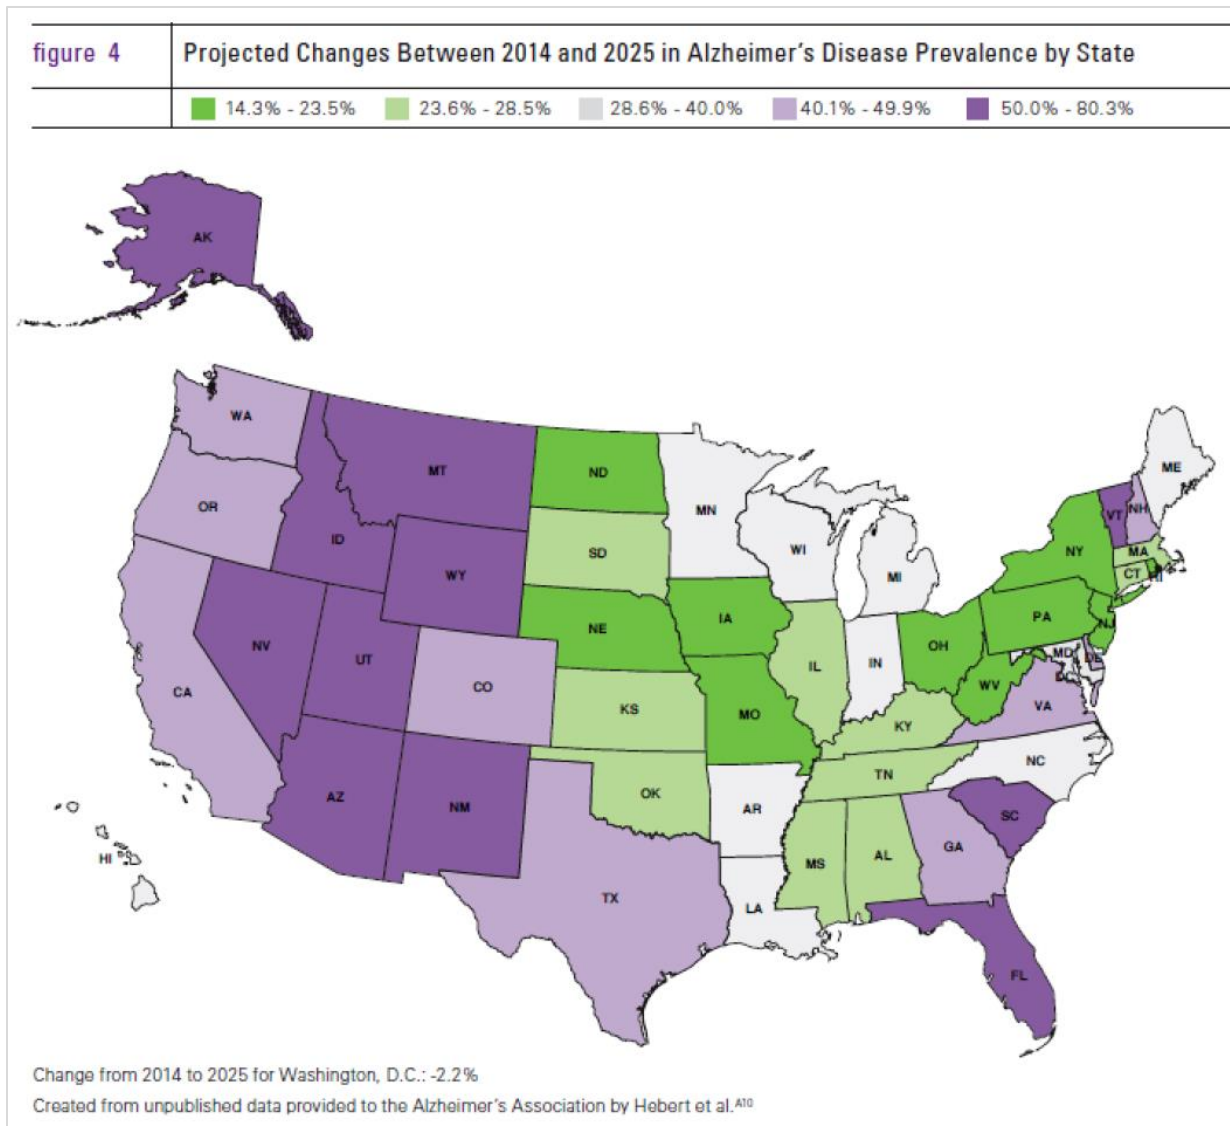 figure 4
Projected Changes Between 2014 and 2025 in Alzheimer's Disease Prevalence by State
14.3% - 23.5% 23.6% - 28.5% 28.6% - 40.0% 40.1% - 49.9% 50.0% - 80.3%
AK
WA
MT
ND
MN
ME
OR
ID
SD
WI
MI
VT
NH
NY
MA
CT
RI
WY
NE
IA
PA
NJ
NV
UT
CO
IL
IN
OH
MD
DE
DC
CA
KS
MO
WV
KY
VA
AZ
NM
OK
TN
NC
AR
SC
HI
TX
MS
AL
GA
LA
FL
Change from 2014 to 2025 for Washington, D.C.: -2.2%
Created from unpublished data provided to the Alzheimer's Association by Hebert et al.A10